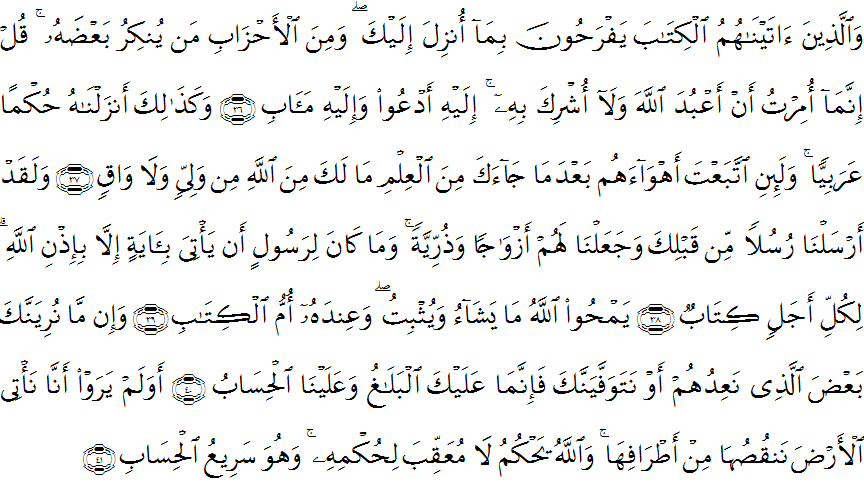 وَٱلَّذِينَ ءَاتَيْنَٰهُمُ ٱلْكِتَٰبَ يَفْرَحُونَ بِمَآ أُنزِلَ إِلَيْكَ ۖ وَمِنَ ٱلْأَحْزَابِ مَن يُنكِرُ بَعْضَهُۥ ۚ قُلْ
إِنَّمَآ أُمِرْتُ أَنْ أَعْبُدَ ٱللَّهَ وَلَآ أُشْرِكَ بِهِۦٓ ۚ إِلَيْهِ أَدْعُوا۟ وَإِلَيْهِ مَـَٔابِ ﴿٣٦﴾ وَكَذَٰلِكَ أَنزَلْنَٰهُ حُكْمًا
عَرَبِيًّا ۚ وَلَئِنِ ٱتَّبَعْتَ أَهْوَآءَهُم بَعْدَ مَا جَآءَكَ مِنَ ٱلْعِلْمِ مَا لَكَ مِنَ ٱللَّهِ مِن وَلِىٍّ وَلَا وَاقٍ ﴿٣٧﴾ وَلَقَدْ
أَرْسَلْنَا رُسُلًا مِّن قَبْلِكَ وَجَعَلْنَا لَهُمْ أَزْوَٰجًا وَذُرِّيَّةً ۚ وَمَا كَانَ لِرَسُولٍ أَن يَأْتِىَ بِـَٔايَةٍ إِلَّا بِإِذْنِ ٱللَّهِ ۗ
لِكُلِّ أَجَلٍ كِتَابٌ ﴿٣٨﴾ يَمْحُوا۟ ٱللَّهُ مَا يَشَآءُ وَيُثْبِتُ ۖ وَعِندَهُۥٓ أُمُّ ٱلْكِتَٰبِ ﴿٣٩﴾ وَإِن مَّا نُرِيَنَّكَ
بَعْضَ ٱلَّذِى نَعِدُهُمْ أَوْ نَتَوَفَّيَنَّكَ فَإِنَّمَا عَلَيْكَ ٱلْبَلَٰغُ وَعَلَيْنَا ٱلْحِسَابُ ﴿٤٠﴾ أَوَلَمْ يَرَوْا۟ أَنَّا نَأْتِى
ٱلْأَرْضَ نَنقُصُهَا مِنْ أَطْرَافِهَا ۚ وَٱللَّهُ يَحْكُمُ لَا مُعَقِّبَ لِحُكْمِهِۦ ۚ وَهُوَ سَرِيعُ ٱلْحِسَابِ ﴿٤١﴾